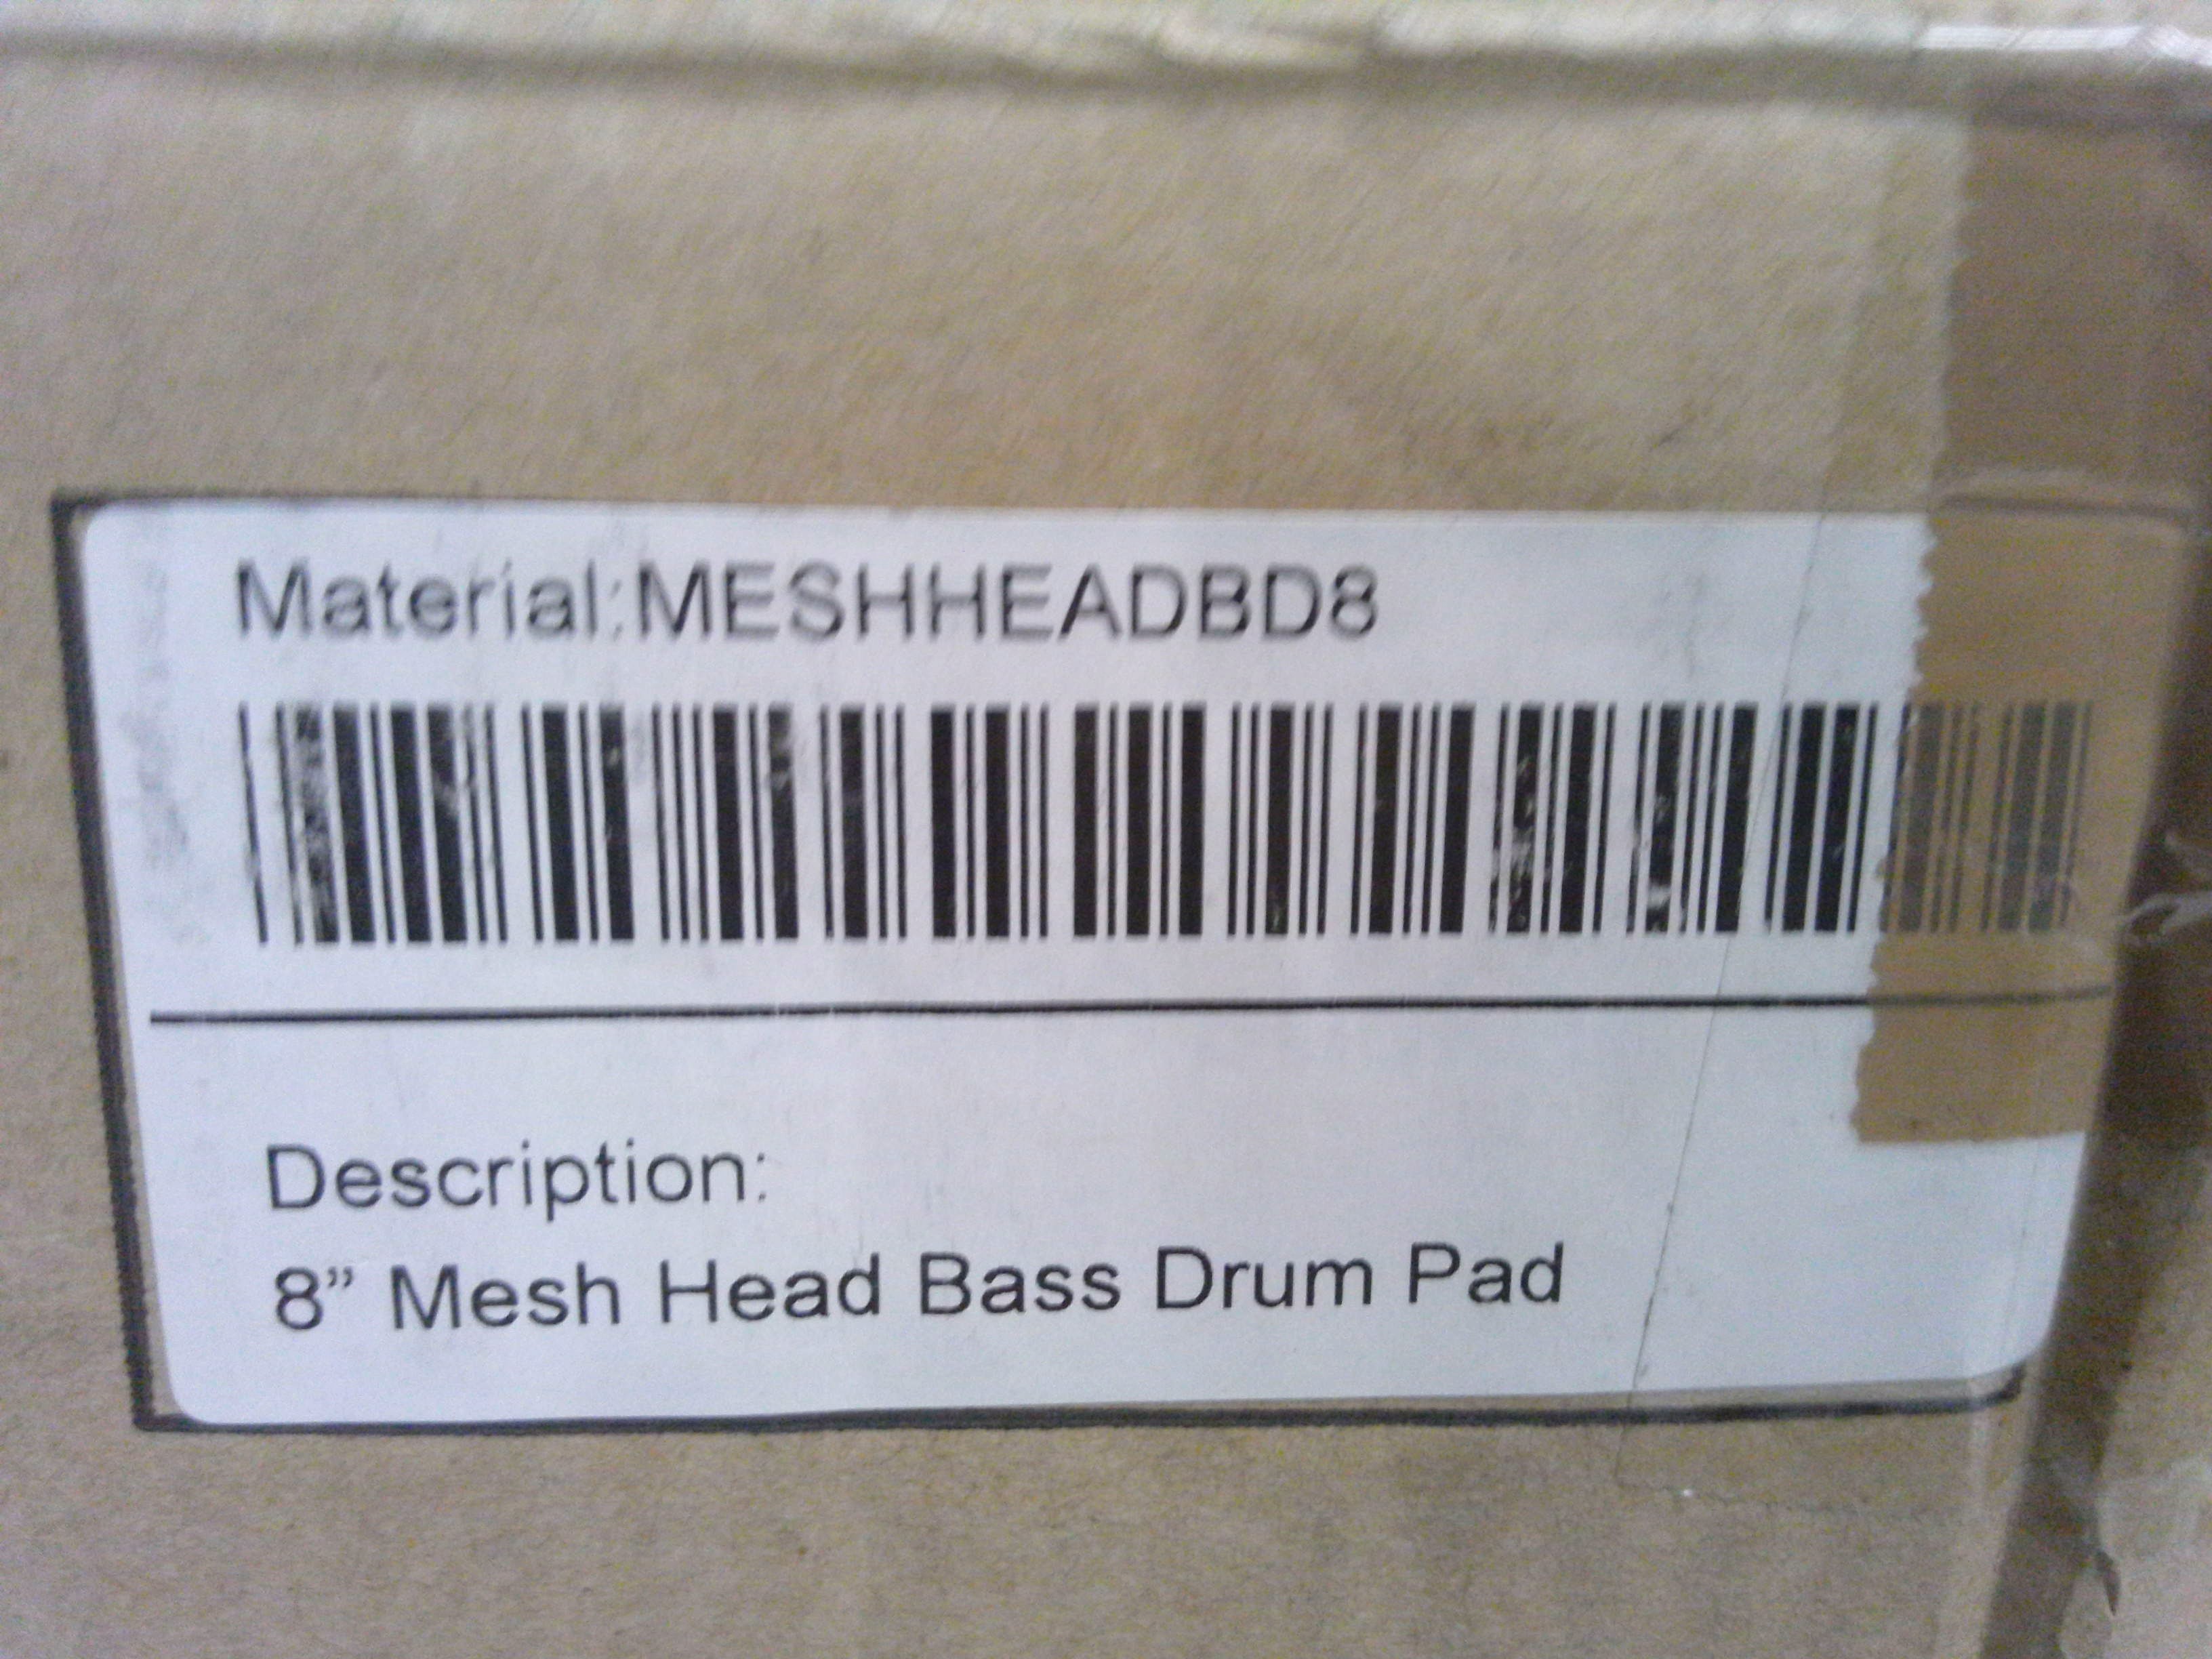 Material:MESHHEADBD8
Description:
8” Mesh Head Bass Drum Pad